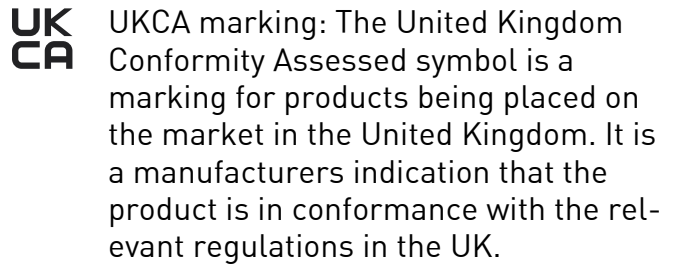 UK
CA
UKCA marking: The United Kingdom
Conformity Assessed symbol is a
marking for products being placed on
the market in the United Kingdom. It is
a manufacturers indication that the
product is in conformance with the rel-
evant regulations in the UK.